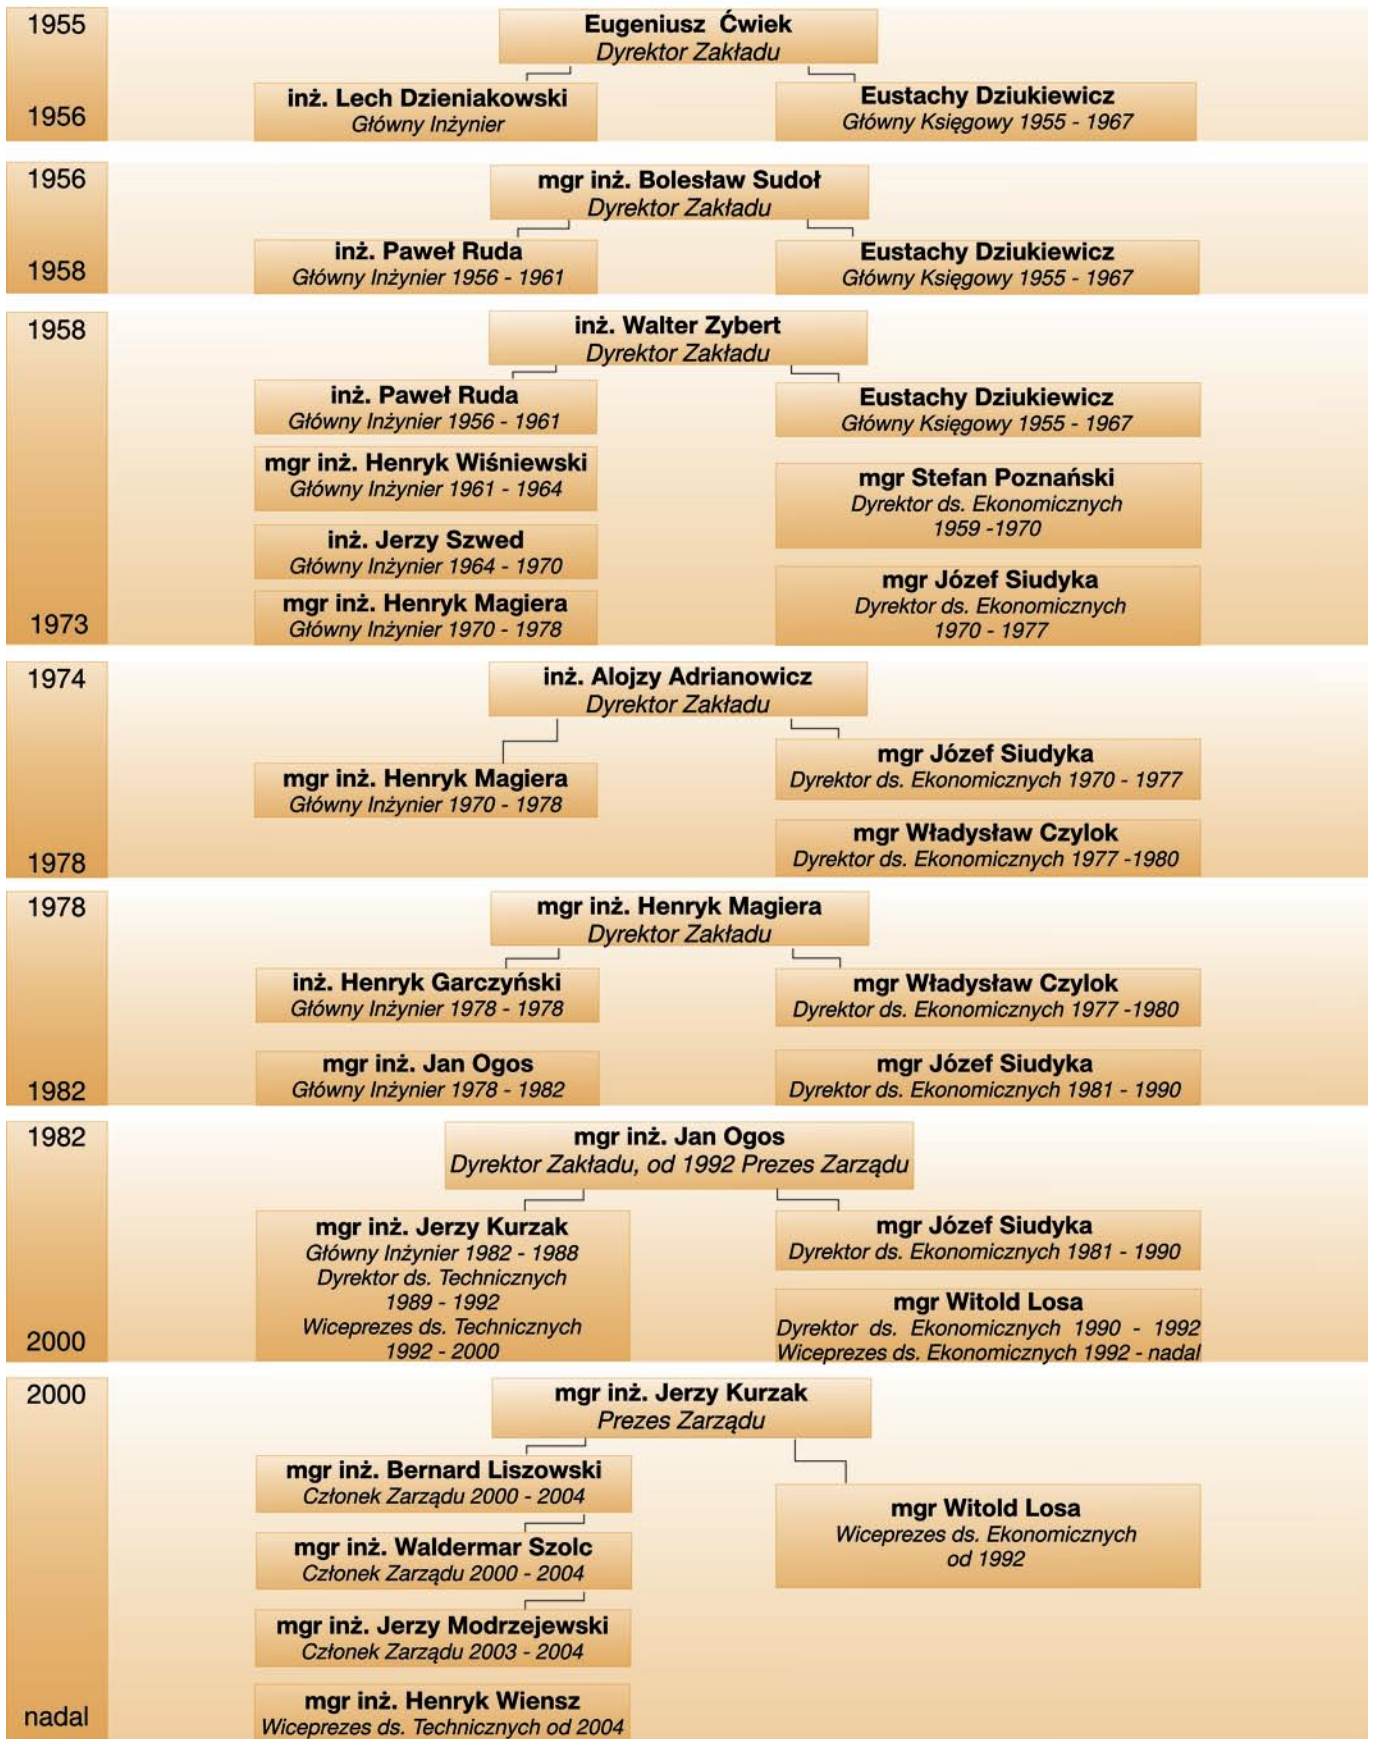 1955
Eugeniusz Ćwiek
Dyrektor Zakładu
inż. Lech Dzieniakowski
Główny Inżynier
Eustachy Dziukiewicz
Główny Księgowy 1955 - 1967
1956
1956
mgr inż. Bolesław Sudoł
Dyrektor Zakładu
inż. Paweł Ruda
Główny Inżynier 1956 - 1961
Eustachy Dziukiewicz
Główny Księgowy 1955 - 1967
1958
1958
inż. Walter Zybert
Dyrektor Zakładu
inż. Paweł Ruda
Główny Inżynier 1956 - 1961
mgr inż. Henryk Wiśniewski
Główny Inżynier 1961 - 1964
inż. Jerzy Szwed
Główny Inżynier 1964 - 1970
mgr inż. Henryk Magiera
Główny Inżynier 1970 - 1978
Eustachy Dziukiewicz
Główny Księgowy 1955 - 1967
mgr Stefan Poznański
Dyrektor ds. Ekonomicznych
1959 -1970
mgr Józef Siudyka
Dyrektor ds. Ekonomicznych
1970 - 1977
1973
1974
inż. Alojzy Adrianowicz
Dyrektor Zakładu
mgr inż. Henryk Magiera
Główny Inżynier 1970 - 1978
mgr Józef Siudyka
Dyrektor ds. Ekonomicznych 1970 - 1977
mgr Władysław Czylok
Dyrektor ds. Ekonomicznych 1977 -1980
1978
1978
mgr inż. Henryk Magiera
Dyrektor Zakładu
inż. Henryk Garczyński
Główny Inżynier 1978 - 1978
mgr inż. Jan Ogos
Główny Inżynier 1978 - 1982
mgr Władysław Czylok
Dyrektor ds. Ekonomicznych 1977 -1980
mgr Józef Siudyka
Dyrektor ds. Ekonomicznych 1981 - 1990
1982
1982
mgr inż. Jan Ogos
Dyrektor Zakładu, od 1992 Prezes Zarządu
mgr inż. Jerzy Kurzak
Główny Inżynier 1982 - 1988
Dyrektor ds. Technicznych
1989 - 1992
Wiceprezes ds. Technicznych
1992 - 2000
mgr Józef Siudyka
Dyrektor ds. Ekonomicznych 1981 - 1990
mgr Witold Losa
Dyrektor ds. Ekonomicznych 1990 - 1992
Wiceprezes ds. Ekonomicznych 1992 - nadal
2000
2000
mgr inż. Jerzy Kurzak
Prezes Zarządu
mgr inż. Bernard Liszowski
Członek Zarządu 2000 - 2004
mgr inż. Waldermar Szolc
Członek Zarządu 2000 - 2004
mgr inż. Jerzy Modrzejewski
Członek Zarządu 2003 - 2004
mgr inż. Henryk Wiensz
Wiceprezes ds. Technicznych od 2004
mgr Witold Losa
Wiceprezes ds. Ekonomicznych
od 1992
nadal